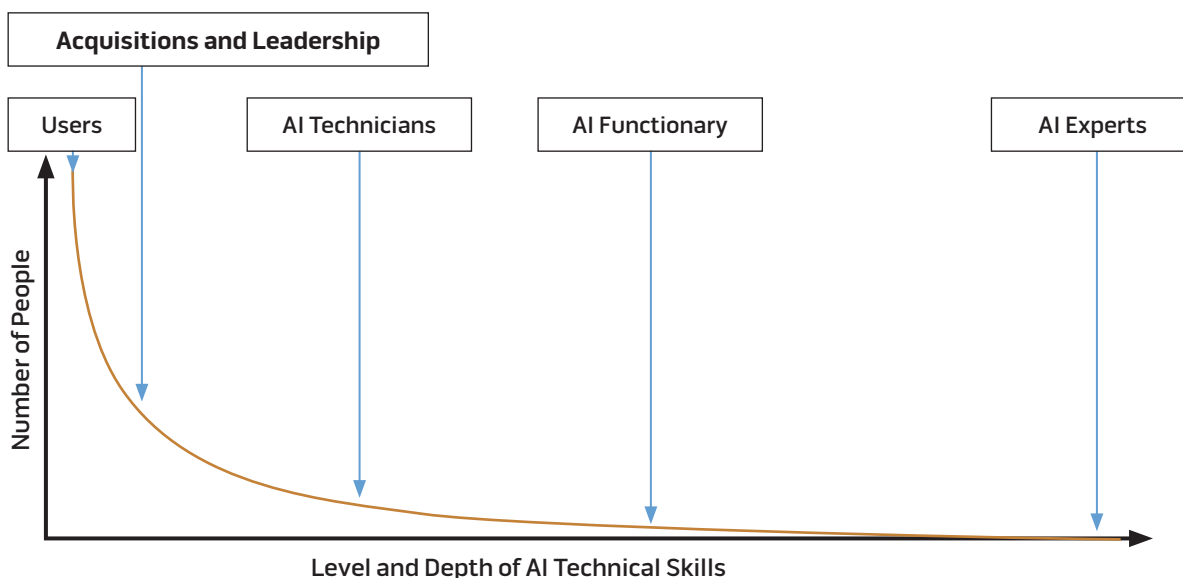 Acquisitions and Leadership
Users
AI Technicians
AI Functionary
AI Experts
Number of People
Level and Depth of AI Technical Skills